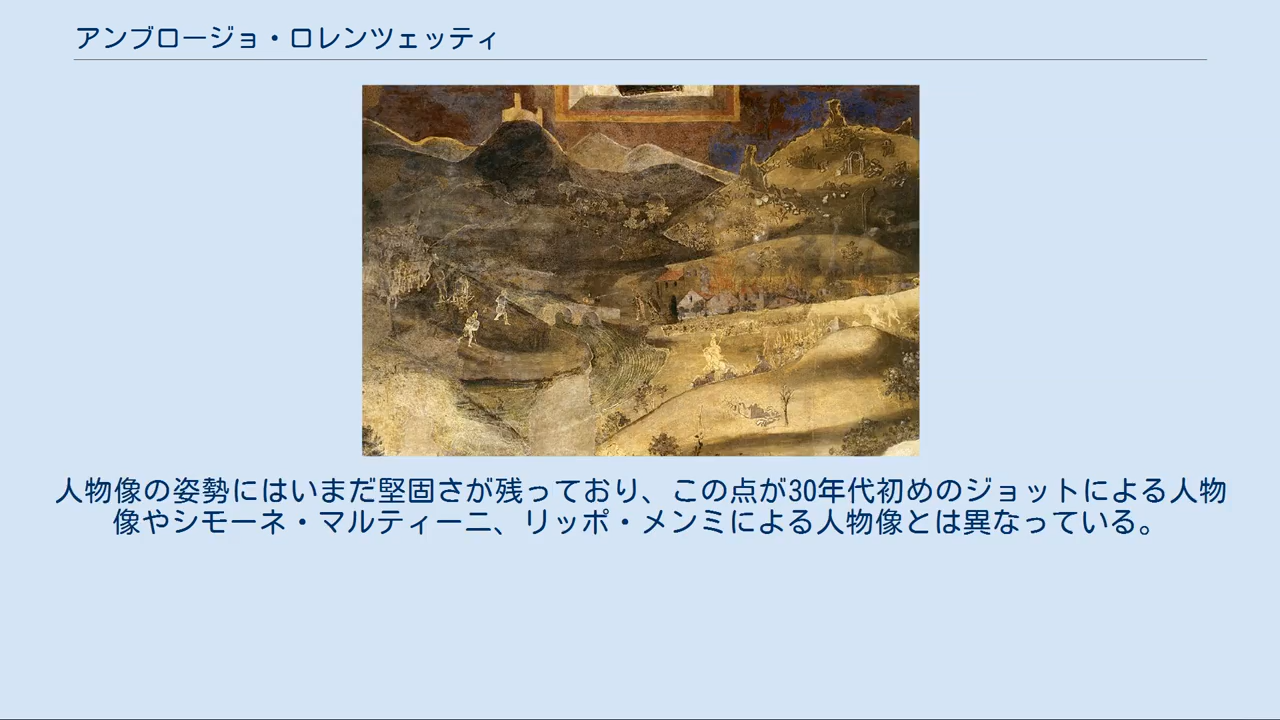 アンブロージョ・ロレンツェッティ
人物像の姿勢にはいまだ堅固さが残っており、この点が30年代初めのジョットによる人物
像やシモーネ・マルティーニ、リッポ・メンミによる人物像とは異なっている。